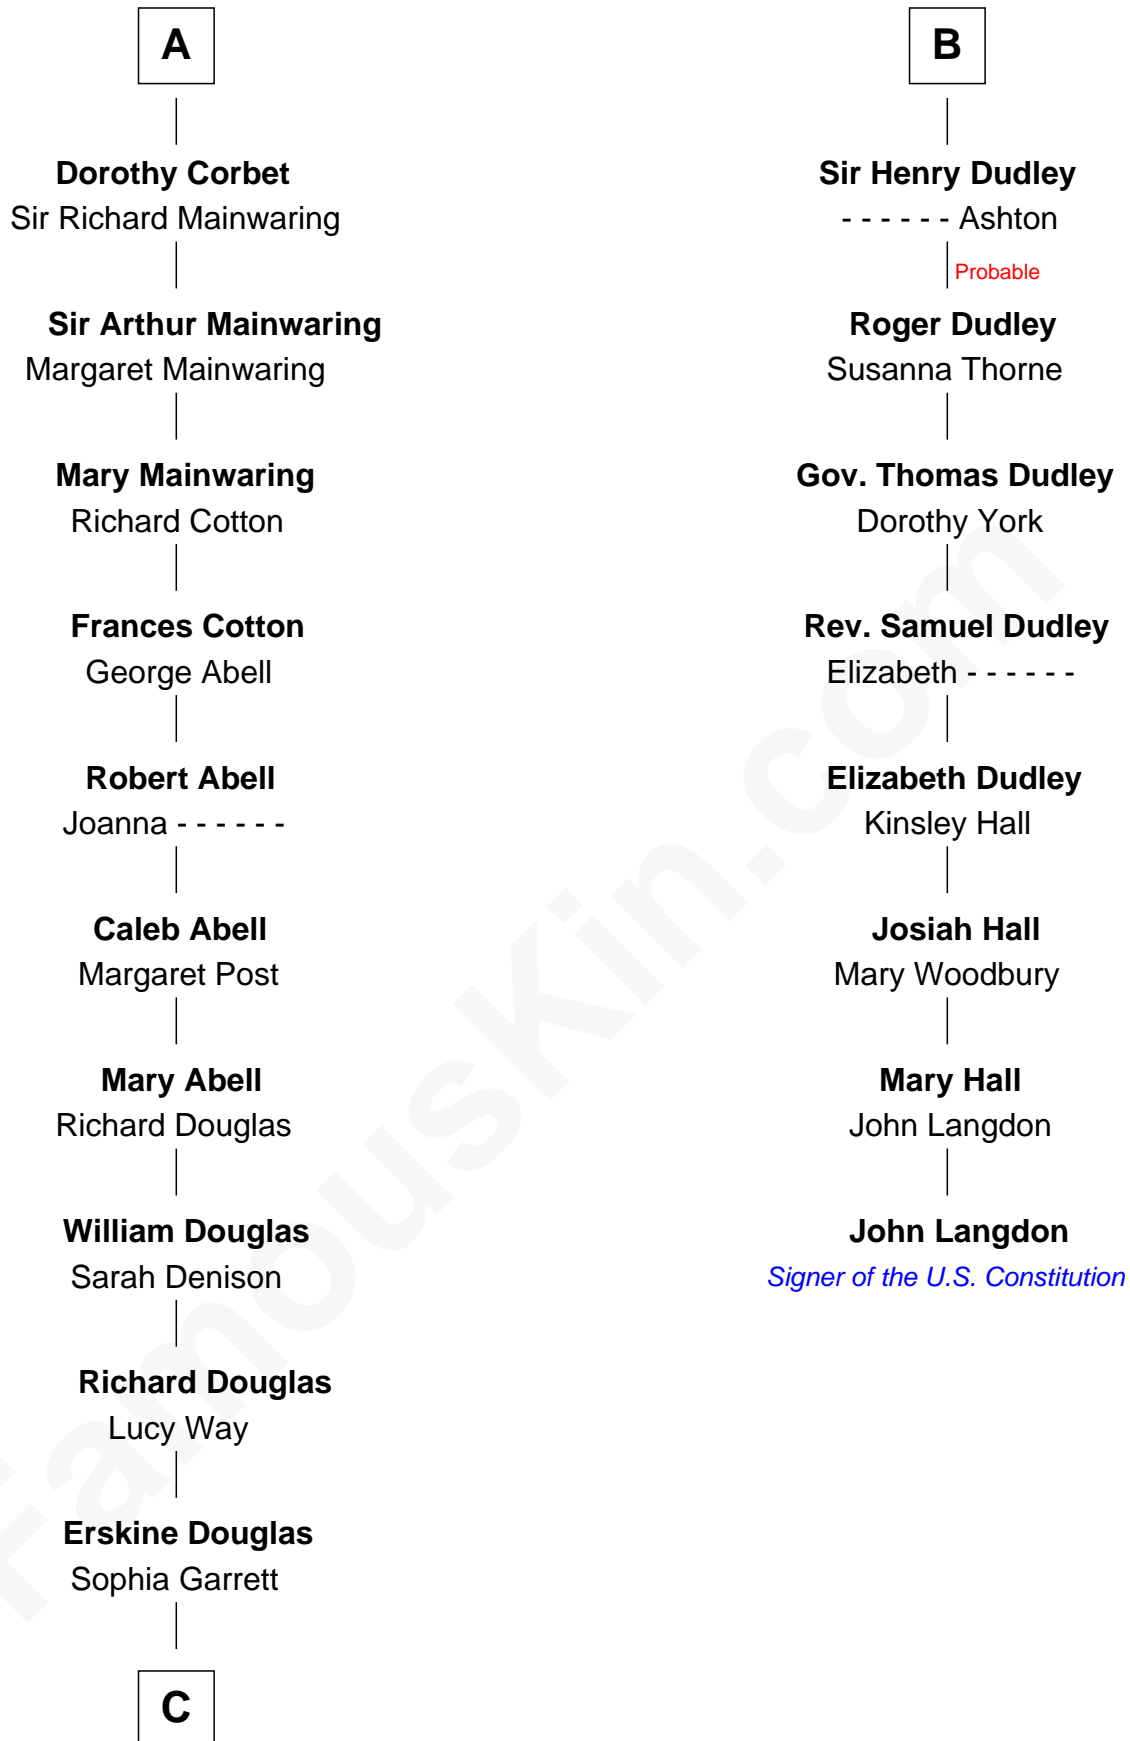 A
Dorothy Corbet
Sir Richard Mainwaring
Sir Arthur Mainwaring
Margaret Mainwaring
Mary Mainwaring
Richard Cotton
Frances Cotton
George Abell
Robert Abell
Joanna - - - - - -
Caleb Abell
Margaret Post
Mary Abell
Richard Douglas
William Douglas
Sarah Denison
Richard Douglas
Lucy Way
Erskine Douglas
Sophia Garrett
C
B
Sir Henry Dudley
- - - - - - Ashton
Probable
Roger Dudley
Susanna Thorne
Gov. Thomas Dudley
Dorothy York
Rev. Samuel Dudley
Elizabeth - - - - - -
Elizabeth Dudley
Kinsley Hall
Josiah Hall
Mary Woodbury
Mary Hall
John Langdon
John Langdon
Signer of the U.S. Constitution
FamousKin.com